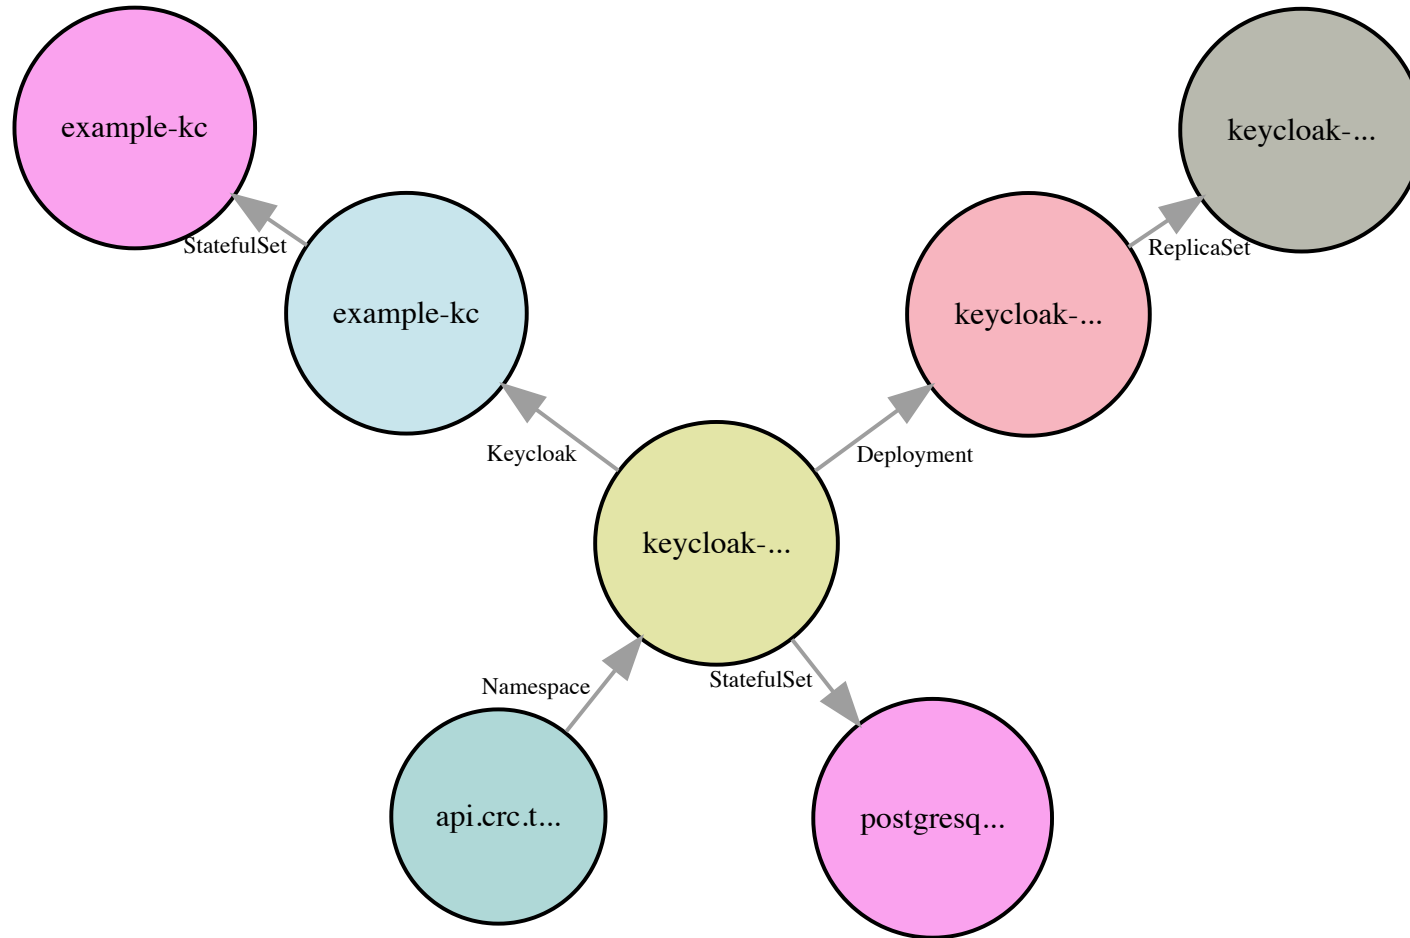 example-kc
keycloak-...
StatefulSet
ReplicaSet
example-kc
keycloak-...
Keycloak
Deployment
keycloak-...
Namespace
StatefulSet
api.crc.t...
postgresq...